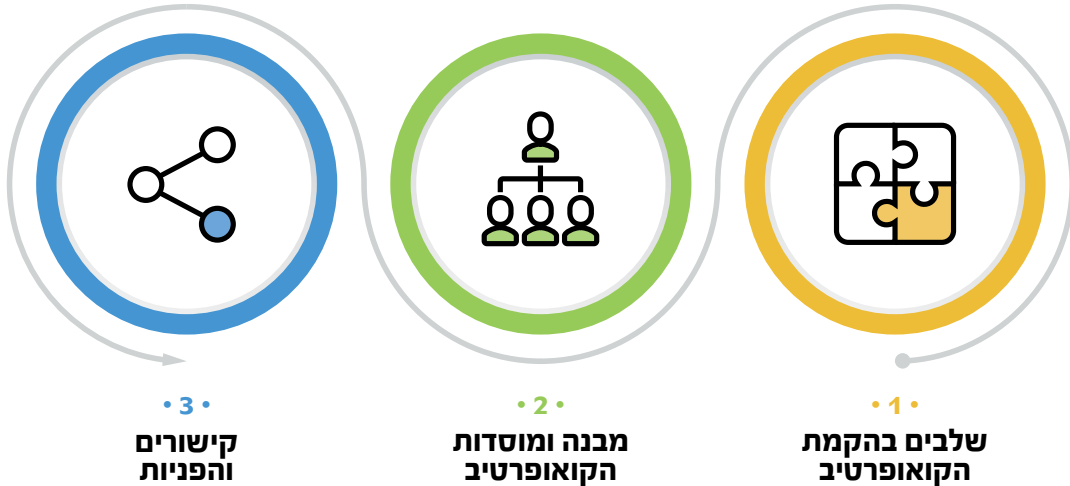 • 1 •
שלבים בהקמת
הקואופרטיב
• 2 •
מבנה ומוסדות
הקואופרטיב
• 3 •
קישורים
והפניות